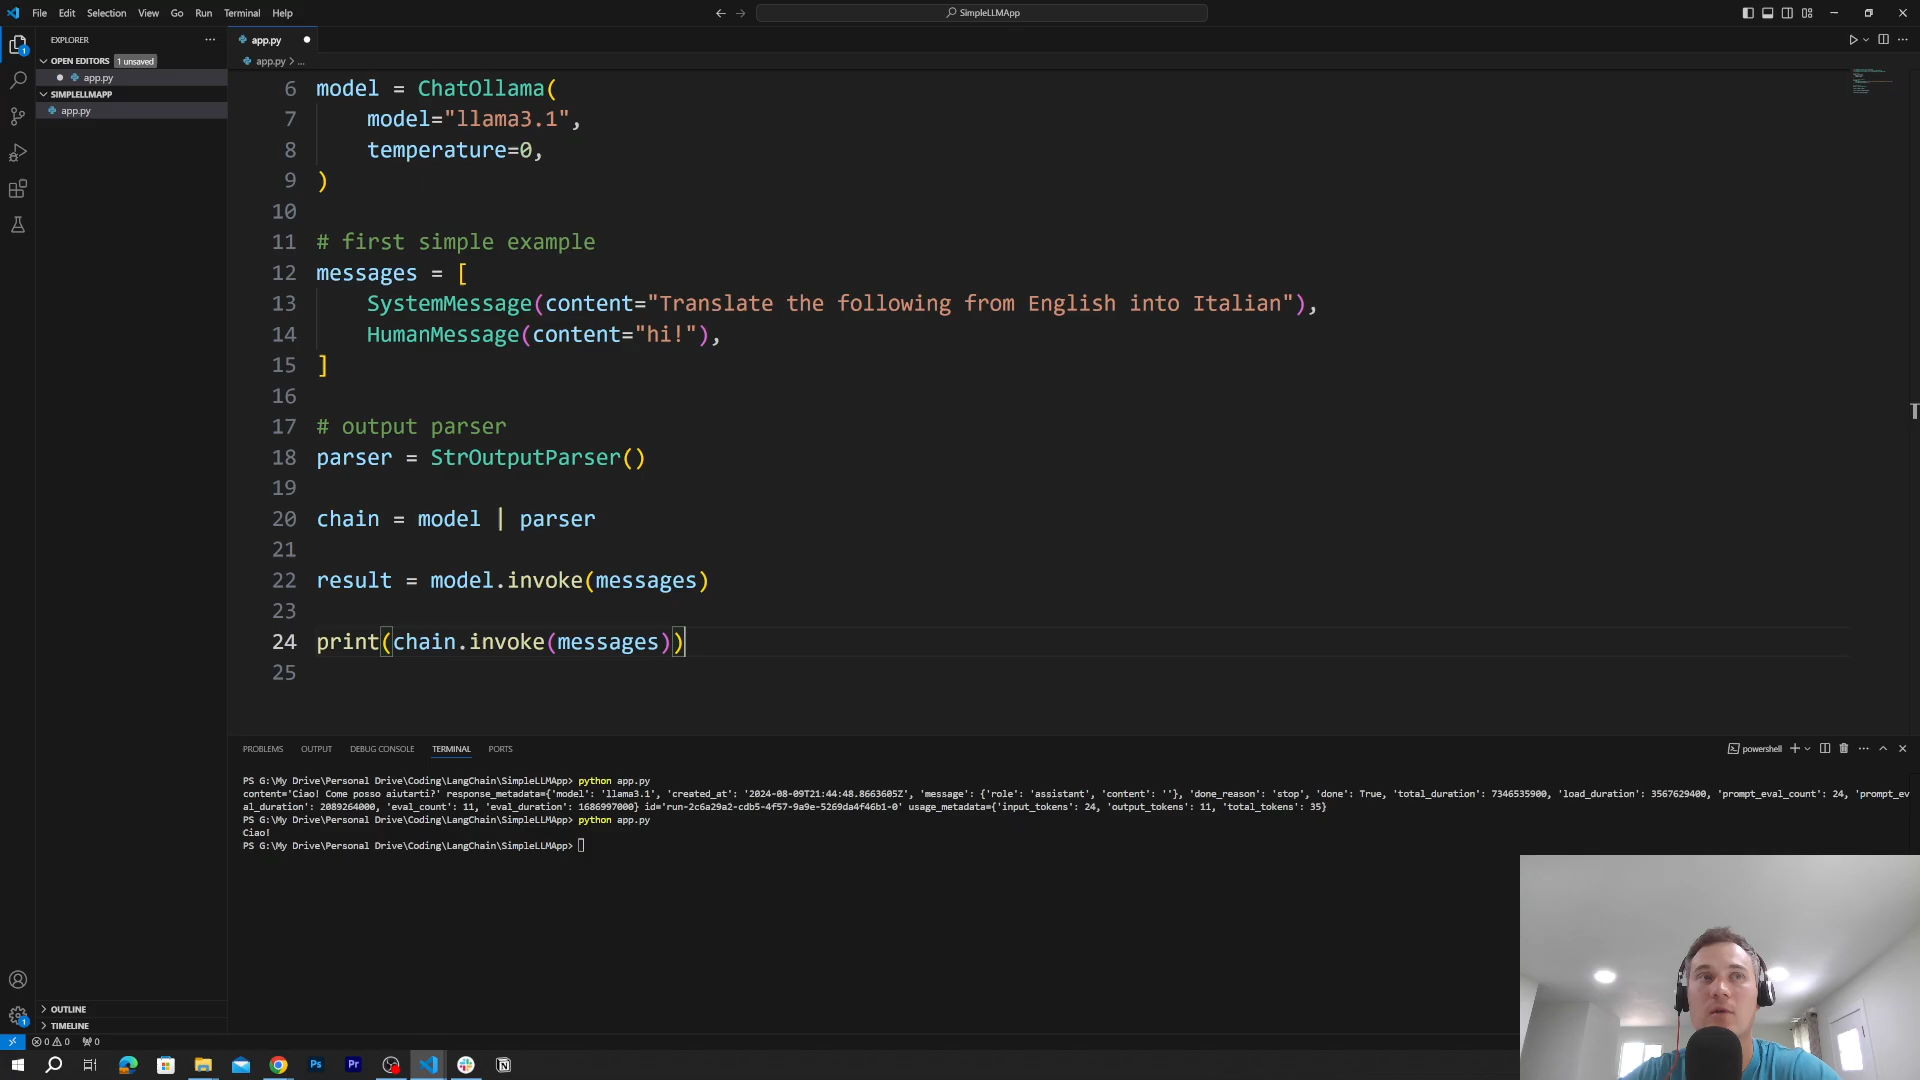 File Edit Selection View Go Run Terminal Help
SimpleLLMApp
EXPLORER
app.py
OPEN EDITORS 1 unsaved
app.py > ...
app.py
SIMPLELLMAPP
app.py
6 model = ChatOllama(
7 model="llama3.1",
8 temperature=0,
9 )
10
11 # first simple example
12 messages = [
13 SystemMessage(content="Translate the following from English into Italian"),
14 HumanMessage(content="hi!"),
15 ]
16
17 # output parser
18 parser = StrOutputParser()
19
20 chain = model | parser
21
22 result = model.invoke(messages)
23
24 print(chain.invoke(messages))
25
PROBLEMS OUTPUT DEBUG CONSOLE TERMINAL PORTS
powershell
PS G:\My Drive\Personal Drive\Coding\LangChain\SimpleLLMApp> python app.py
content='Ciao! Come posso aiutarti?' response_metadata={'model': 'llama3.1', 'created_at': '2024-08-09T21:44:48.8663605Z', 'message': {'role': 'assistant', 'content': ''}, 'done_reason': 'stop', 'done': True, 'total_duration': 7346535900, 'load_duration': 3567629400, 'prompt_eval_count': 24, 'prompt_ev
al_duration': 2089264000, 'eval_count': 11, 'eval_duration': 1686997000} id='run-2c6a29a2-cdb5-4f57-9a9e-5269da4f46b1-0' usage_metadata={'input_tokens': 24, 'output_tokens': 11, 'total_tokens': 35}
PS G:\My Drive\Personal Drive\Coding\LangChain\SimpleLLMApp> python app.py
Ciao!
PS G:\My Drive\Personal Drive\Coding\LangChain\SimpleLLMApp>
OUTLINE
TIMELINE
0 0 0